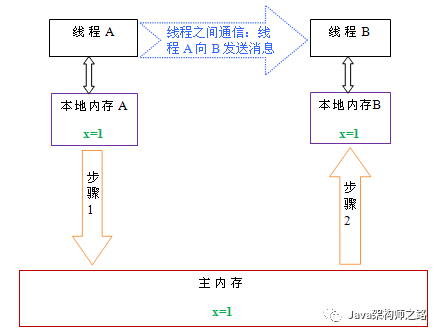 线程 A
线程之间通信：线
程 A 向 B 发送消息
线程 B
本地内存 A
x=1
本地内存B
x=1
步
骤
1
步
骤
2
主内存
x=1
Java架构师之路